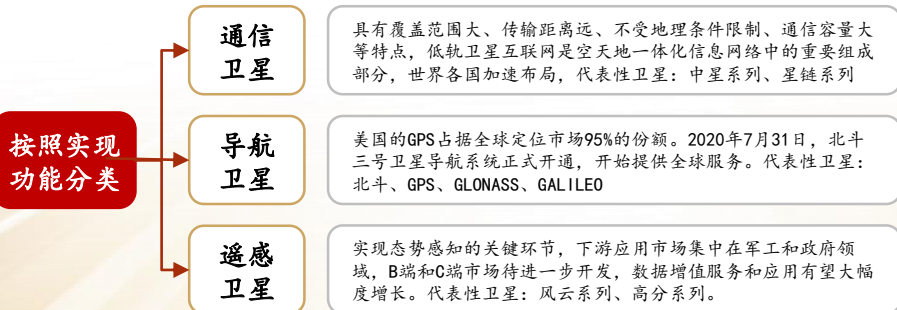 通信
卫星
具有覆盖范围大、传输距离远、不受地理条件限制、通信容量大
等特点，低轨卫星互联网是空天地一体化信息网络中的重要组成
部分，世界各国加速布局，代表性卫星：中星系列、星链系列
按照实现
功能分类
导航
卫星
美国的GPS占据全球定位市场95%的份额。2020年7月31日，北斗
三号卫星导航系统正式开通，开始提供全球服务。代表性卫星：
北斗、GPS、GLONASS、GALILEO
遥感
卫星
实现态势感知的关键环节，下游应用市场集中在军工和政府领
域，B端和C端市场待进一步开发，数据增值服务和应用有望大幅
度增长。代表性卫星：风云系列、高分系列。